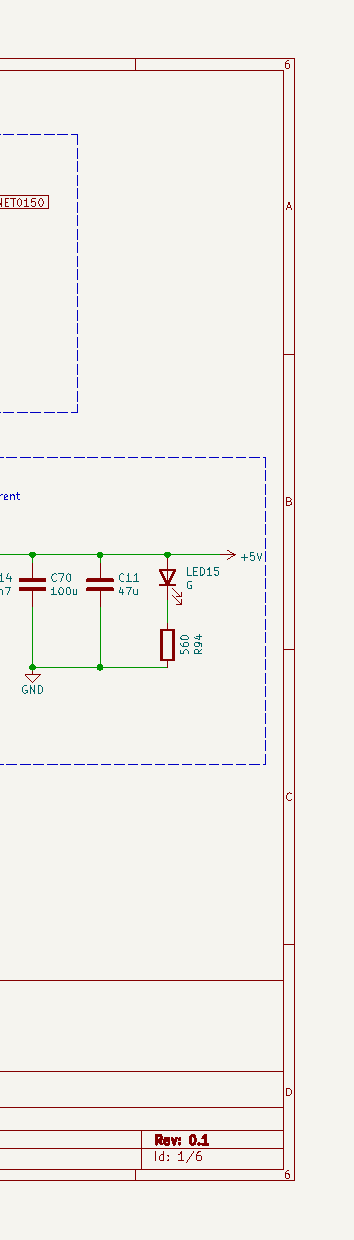 6
NET0150
A
rent
B
+5V
14
n7
C70
100u
C11
47u
LED15
G
560
R94
GND
C
D
Rev: 0.1
Id: 1/6
6